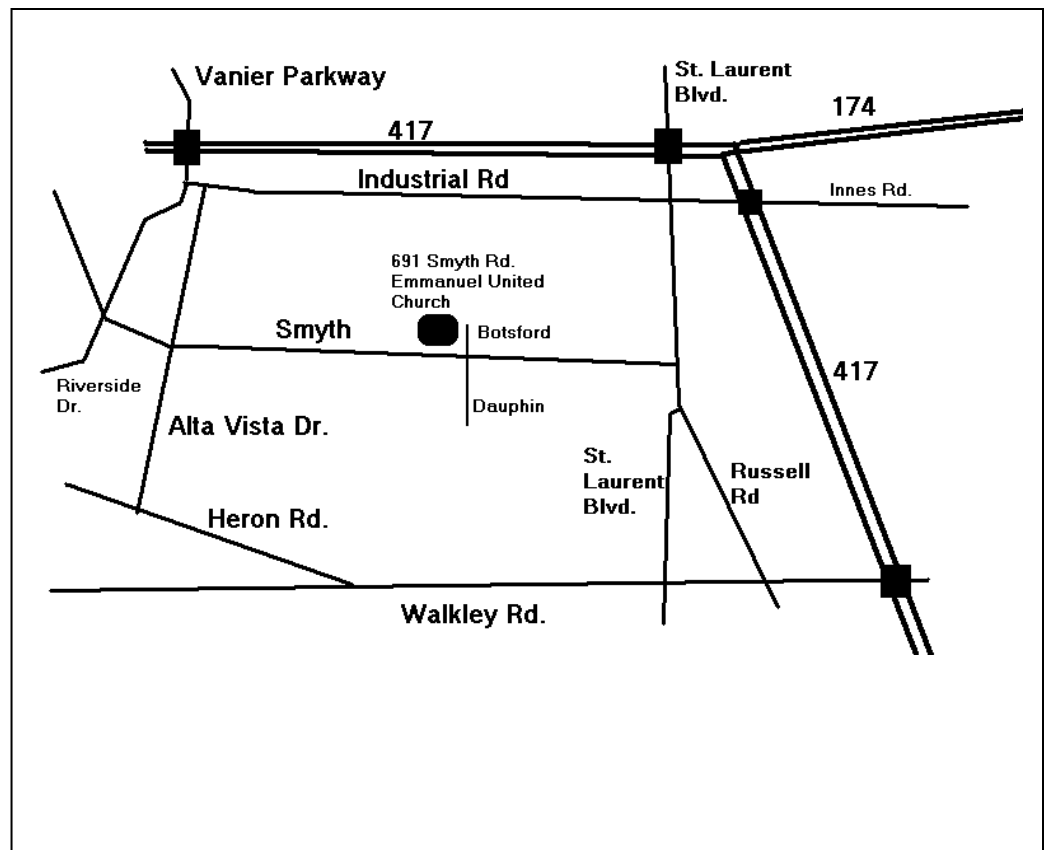 Vanier Parkway
St. Laurent
Blvd.
174
417
Industrial Rd
Innes Rd.
691 Smyth Rd.
Emmanuel United
Church
Smyth
Botsford
417
Riverside
Dr.
Dauphin
Alta Vista Dr.
St.
Laurent
Blvd.
Russell
Rd
Heron Rd.
Walkley Rd.